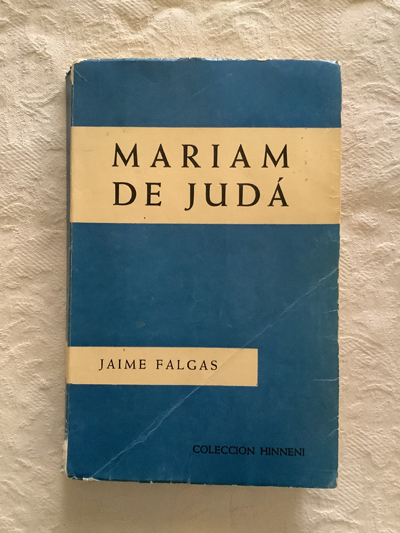 MARIAM
DE JUDÁ
JAIME FALGAS
COLECCION HINNENI